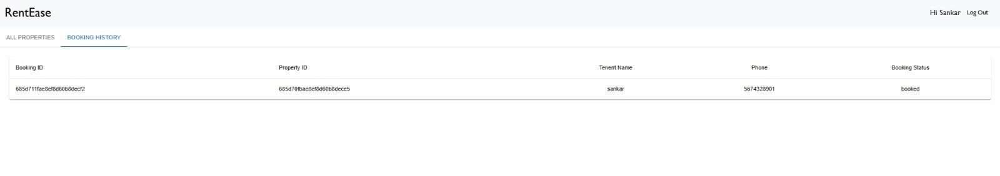 RentEase
Hi Sankar Log Out
ALL PROPERTIES BOOKING HISTORY
Booking ID Property ID Tenent Name Phone Booking Status
685d711fae8ef8d60b8decf2 685d70fbae8ef8d60b8dece5 sankar 5674328901 booked